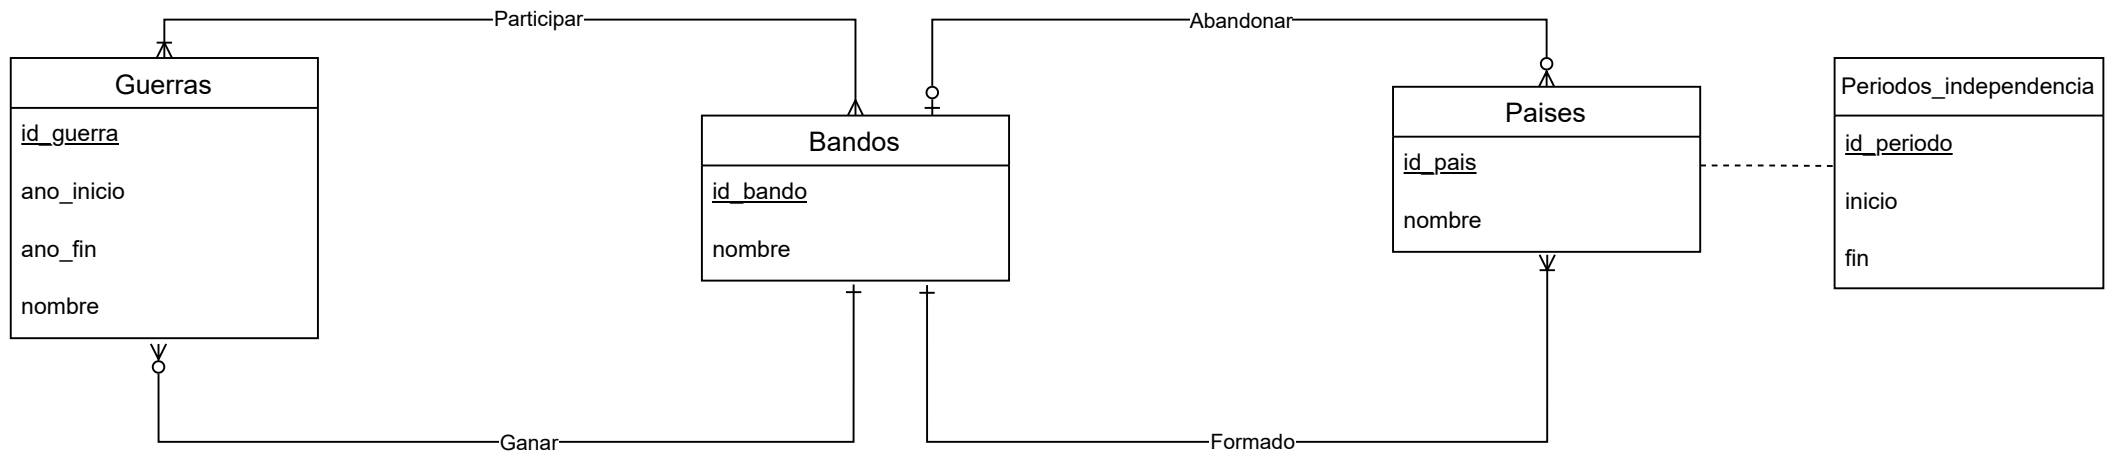 Participar
Abandonar
Guerras
id_guerra
ano_inicio
ano_fin
nombre
Bandos
id_bando
nombre
Paises
id_pais
nombre
Periodos_independencia
id_periodo
inicio
fin
Ganar
Formado